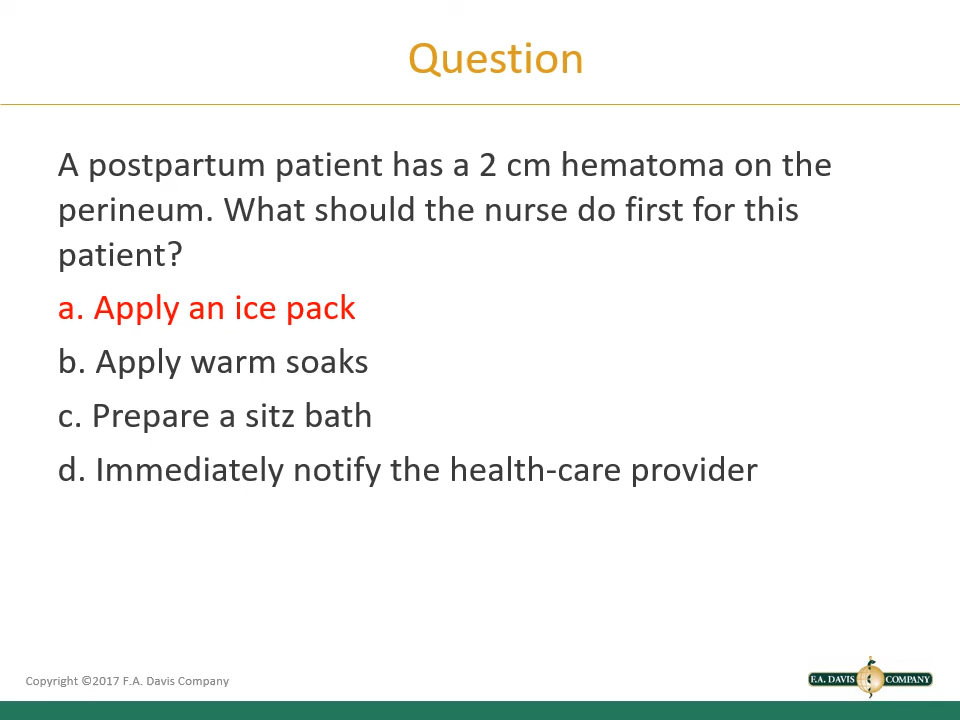 Question
A postpartum patient has a 2 cm hematoma on the
perineum. What should the nurse do first for this
patient?
a. Apply an ice pack
b. Apply warm soaks
c. Prepare a sitz bath
d. Immediately notify the health-care provider
Copyright ©2017 F.A. Davis Company
F.A. DAVIS COMPANY